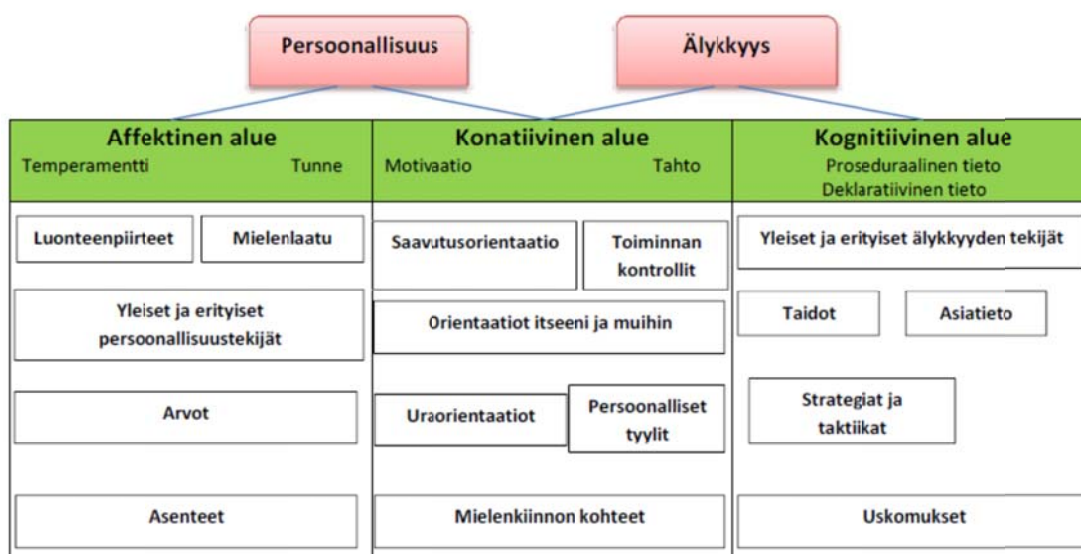 Persoonallisuus
Älykkyys
Affektinen alue
Temperamentti Tunne
Konatiivinen alue
Motivaatio Tahto
Kognitiivinen alue
Proseduraalinen tieto
Deklaratiivinen tieto
Luonteenpiirteet
Mielenlaatu
Saavutusorientaatio
Toiminnan
kontrollit
Yleiset ja erityiset älykkyyden tekijät
Yleiset ja erityiset
persoonallisuustekijät
Orientaatiot itseeni ja muihin
Taidot
Asiatieto
Arvot
Uraorientaatiot
Persoonalliset
tyylit
Strategiat ja
taktiikat
Asenteet
Mielenkiinnon kohteet
Uskomukset